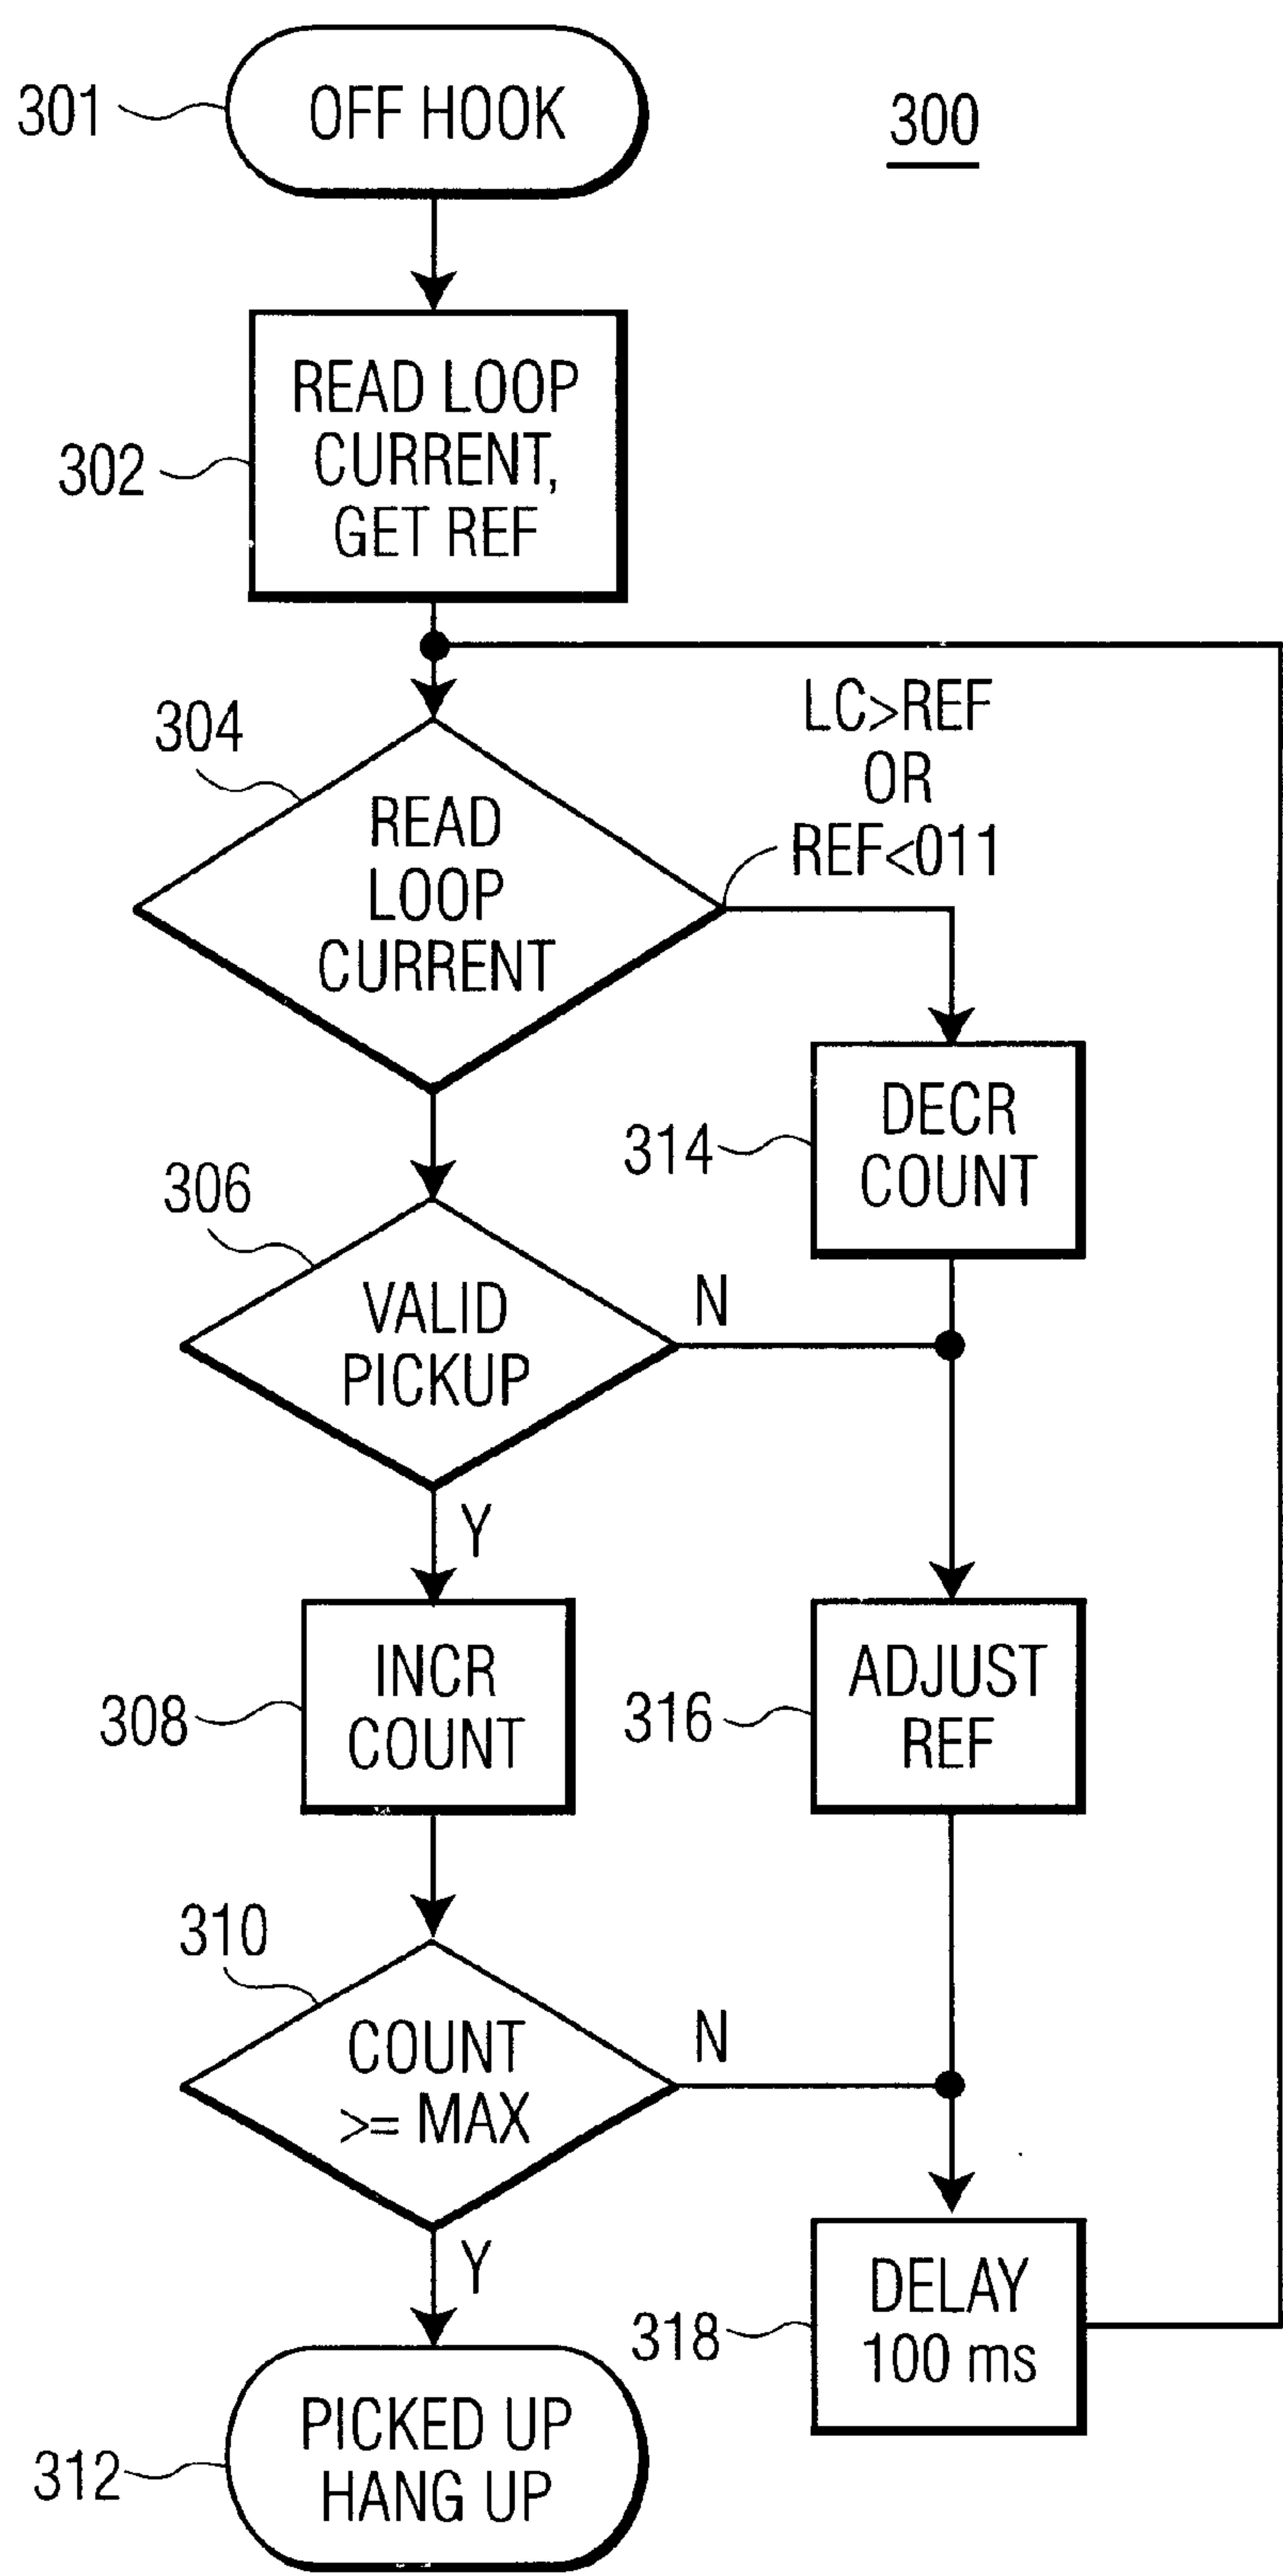 301
OFF HOOK
300
302
READ LOOP
CURRENT,
GET REF
304
READ
LOOP
CURRENT
LC>REF
OR
REF<011
314
DECR
COUNT
306
VALID
PICKUP
N
Y
308
INCR
COUNT
316
ADJUST
REF
310
COUNT
>= MAX
N
Y
318
DELAY
100 ms
312
PICKED UP
HANG UP